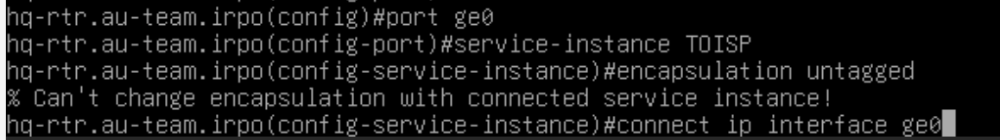 hq-rtr.au-team.irpo(config)#port ge0
hq-rtr.au-team.irpo(config-port)#service-instance TOISP
hq-rtr.au-team.irpo(config-service-instance)#encapsulation untagged
% Can't change encapsulation with connected service instance!
hq-rtr.au-team.irpo(config-service-instance)#connect ip interface ge0